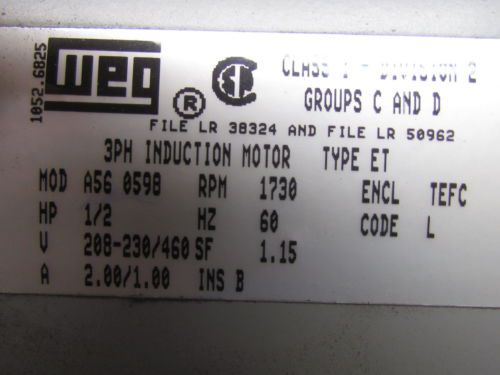 1052.6825
weg
®
CLASS 1 - DIVISION 2
GROUPS C AND D
FILE LR 38324 AND FILE LR 50962
3PH INDUCTION MOTOR TYPE ET
MOD A56 0598 RPM 1730 ENCL TEFC
HP 1/2 HZ 60 CODE L
V 208-230/460 SF 1.15
A 2.00/1.00 INS B